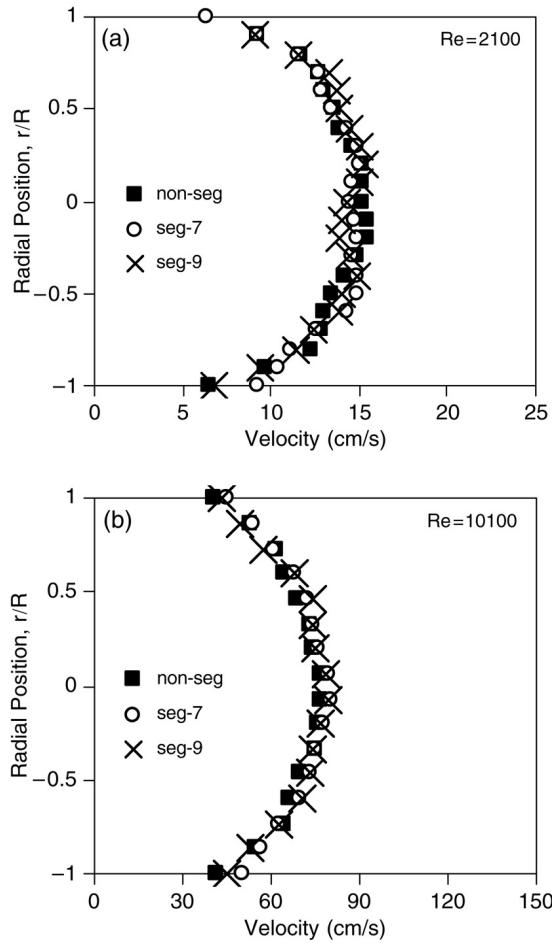 (a)
Re=2100
Radial Position, r/R
1
0.5
0
−0.5
−1
non-seg
seg-7
seg-9
0 5 10 15 20 25
Velocity (cm/s)
(b)
Re=10100
Radial Position, r/R
1
0.5
0
−0.5
−1
non-seg
seg-7
seg-9
0 30 60 90 120 150
Velocity (cm/s)